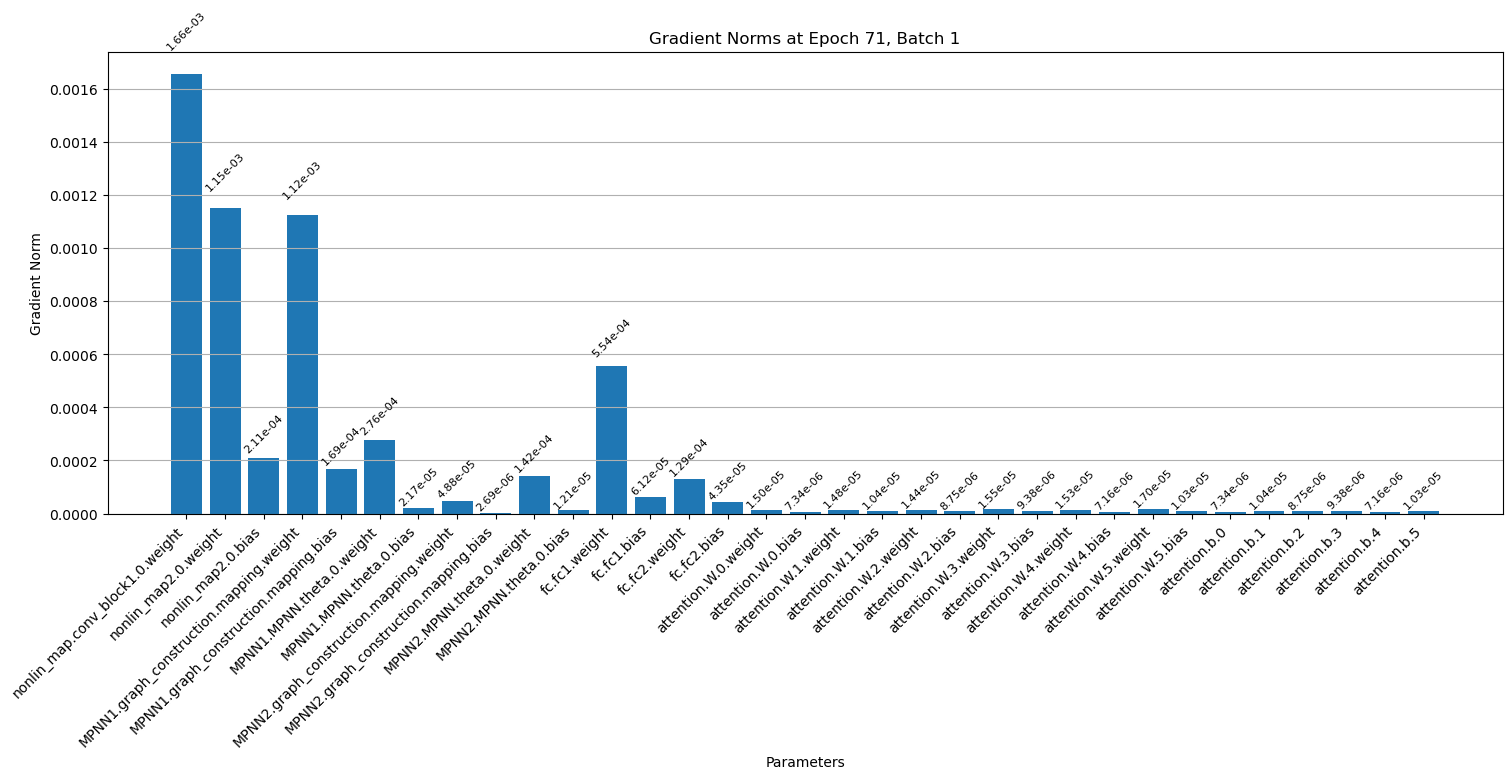 Gradient Norms at Epoch 71, Batch 1
Gradient Norm
0.0016
0.0014
0.0012
0.0010
0.0008
0.0006
0.0004
0.0002
0.0000
1.66e-03
1.15e-03
2.11e-04
1.12e-03
1.69e-04
2.76e-04
2.17e-05
4.88e-05
2.69e-06
1.42e-04
1.21e-05
5.54e-04
6.12e-05
1.29e-04
4.35e-05
1.50e-05
7.34e-06
1.48e-05
1.04e-05
1.44e-05
8.75e-06
1.55e-05
9.38e-06
1.53e-05
7.16e-06
1.70e-05
1.03e-05
7.34e-06
1.04e-05
8.75e-06
9.38e-06
7.16e-06
1.03e-05
nonlin_map.conv_block1.0.weight
nonlin_map2.0.weight
nonlin_map2.0.bias
MPNN1.graph_construction.mapping.weight
MPNN1.graph_construction.mapping.bias
MPNN1.MPNN.theta.0.weight
MPNN1.MPNN.theta.0.bias
MPNN2.graph_construction.mapping.weight
MPNN2.graph_construction.mapping.bias
MPNN2.MPNN.theta.0.weight
MPNN2.MPNN.theta.0.bias
fc.fc1.weight
fc.fc1.bias
fc.fc2.weight
fc.fc2.bias
attention.W.0.weight
attention.W.0.bias
attention.W.1.weight
attention.W.1.bias
attention.W.2.weight
attention.W.2.bias
attention.W.3.weight
attention.W.3.bias
attention.W.4.weight
attention.W.4.bias
attention.W.5.weight
attention.W.5.bias
attention.b.0
attention.b.1
attention.b.2
attention.b.3
attention.b.4
attention.b.5
Parameters